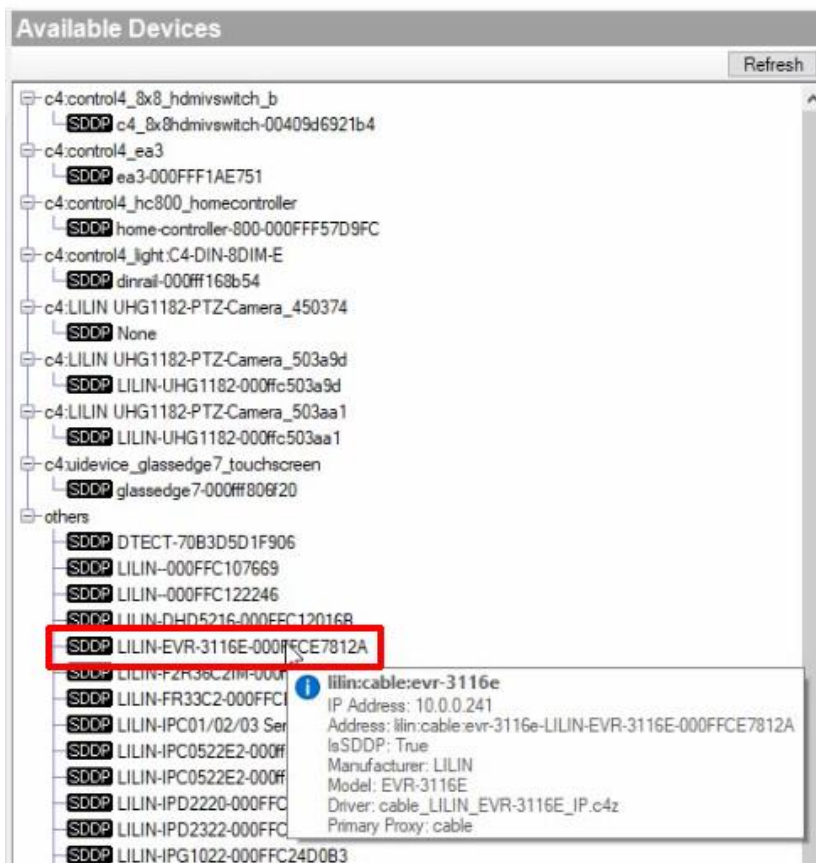 Available Devices
Refresh
c4:control4_8x8_hdmivswitch_b
SDDP c4_8x8hdmivswitch-00409d6921b4
c4:control4_ea3
SDDP ea3-000FFF1AE751
c4:control4_hc800_homecontroller
SDDP home-controller-800-000FFF57D9FC
c4:control4_light:C4-DIN-8DIM-E
SDDP dinrail-000fff168b54
c4:LILIN UHG1182-PTZ-Camera_450374
SDDP None
c4:LILIN UHG1182-PTZ-Camera_503a9d
SDDP LILIN-UHG1182-000ffc503a9d
c4:LILIN UHG1182-PTZ-Camera_503aa1
SDDP LILIN-UHG1182-000ffc503aa1
c4:uidevice_glassedge7_touchscreen
SDDP glassedge7-000fff806f20
others
SDDP DTECT-70B3D5D1F906
SDDP LILIN--000FFC107669
SDDP LILIN--000FFC122246
SDDP LILIN-DHD5216-000FFC12016B
SDDP LILIN-EVR-3116E-000FFCE7812A
SDDP LILIN-F2R36C2IM-000f
SDDP LILIN-FR33C2-000FFC
SDDP LILIN-IPC01/02/03 Ser
SDDP LILIN-IPC0522E2-000ff
SDDP LILIN-IPC0522E2-000ff
SDDP LILIN-IPD2220-000FFC
SDDP LILIN-IPD2322-000FFC
SDDP LILIN-IPG1022-000FFC24D0B3
lilin:cable:evr-3116e
IP Address: 10.0.0.241
Address: lilin:cable:evr-3116e-LILIN-EVR-3116E-000FFCE7812A
IsSDDP: True
Manufacturer: LILIN
Model: EVR-3116E
Driver: cable_LILIN_EVR-3116E_IP.c4z
Primary Proxy: cable